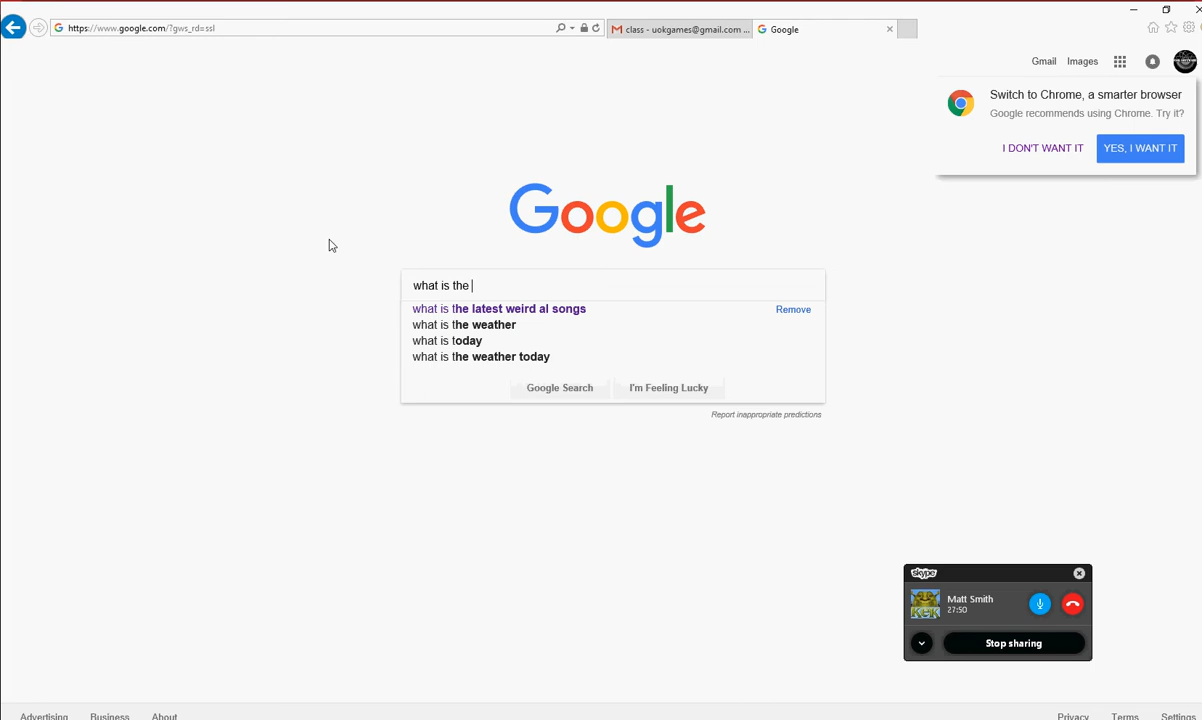 https://www.google.com/?gws_rd=ssl
class - uokgames@gmail.com ...
Google
Gmail
Images
Switch to Chrome, a smarter browser
Google recommends using Chrome. Try it?
I DON'T WANT IT
YES, I WANT IT
Google
what is the
what is the latest weird al songs
Remove
what is the weather
what is today
what is the weather today
Google Search
I'm Feeling Lucky
Report inappropriate predictions
skype
Matt Smith
27:50
KEK
Stop sharing
Advertising
Business
About
Privacy
Terms
Settings